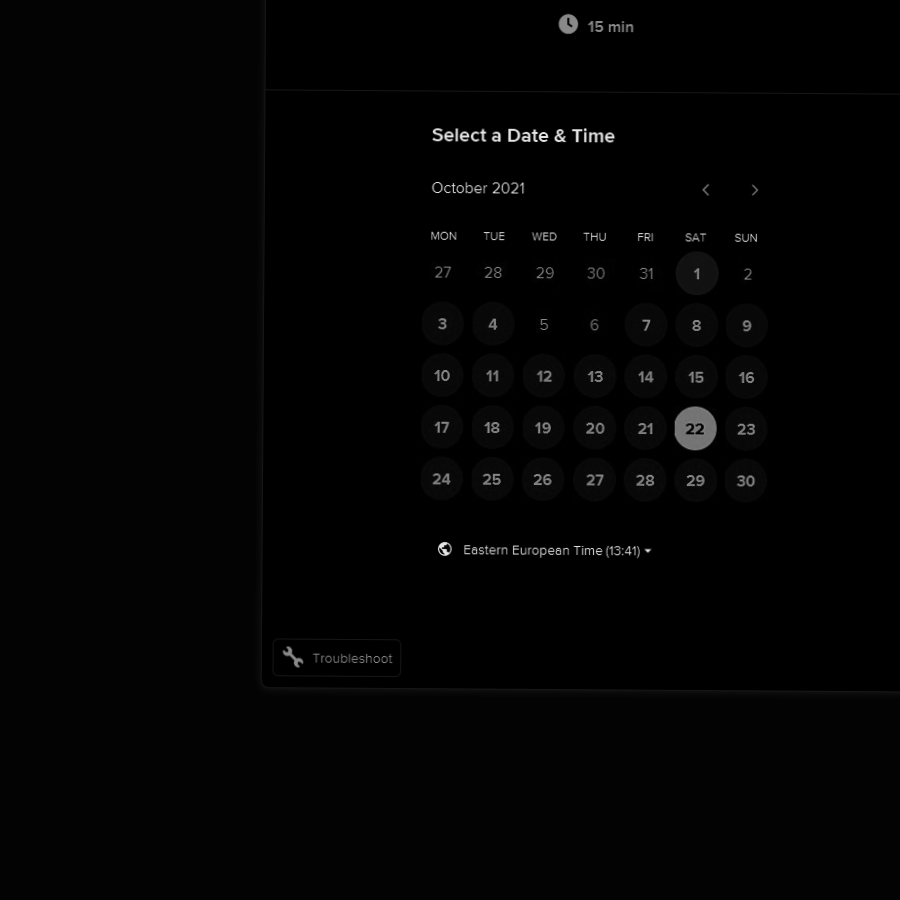 15 min
Select a Date & Time
October 2021
MON TUE WED THU FRI SAT SUN
27 28 29 30 31 1 2
3 4 5 6 7 8 9
10 11 12 13 14 15 16
17 18 19 20 21 22 23
24 25 26 27 28 29 30
Eastern European Time (13:41)
Troubleshoot